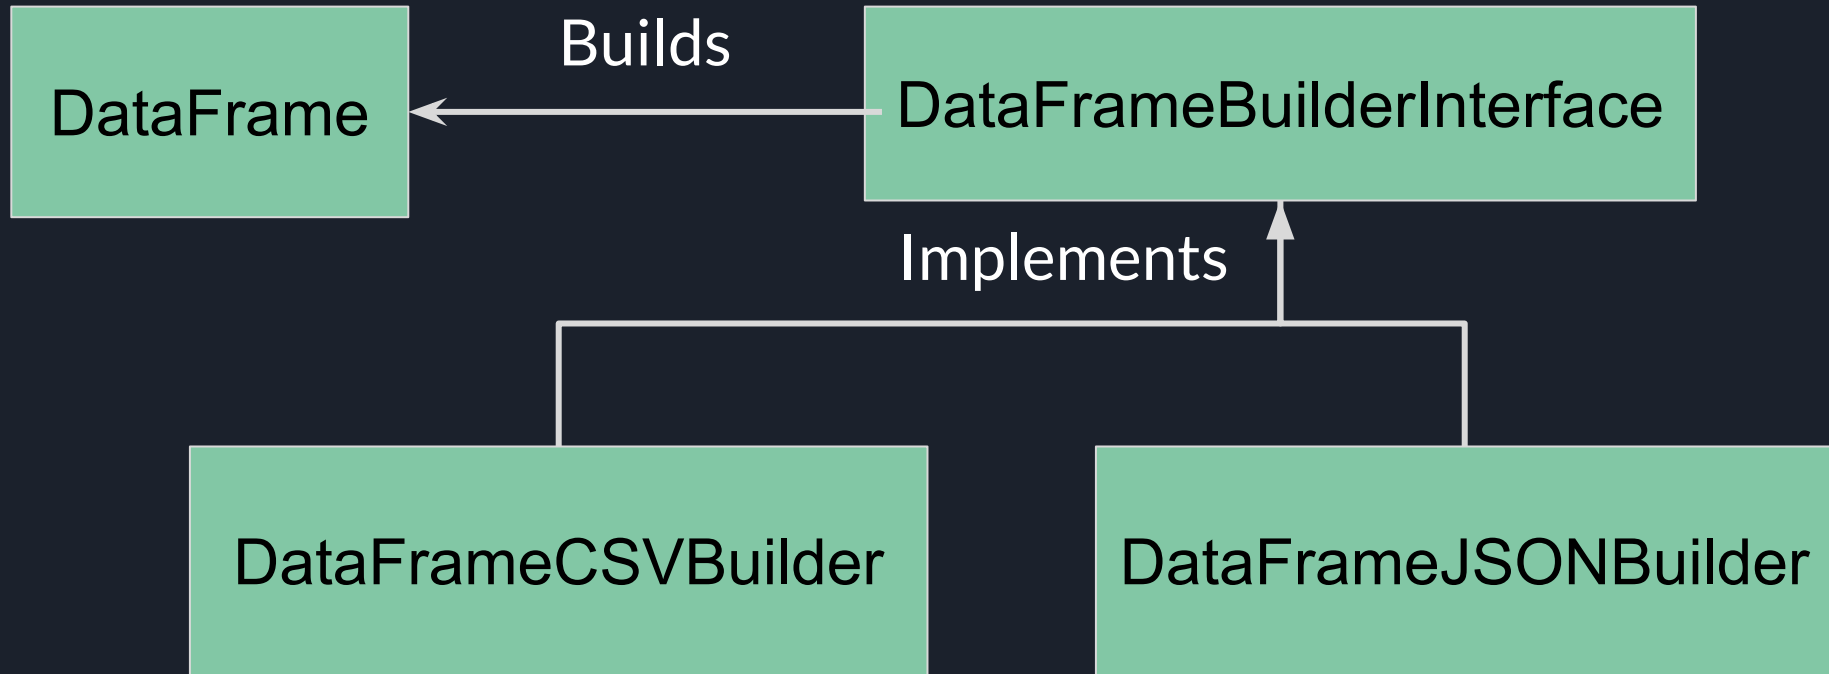 Builds
DataFrame
DataFrameBuilderInterface
Implements
DataFrameCSVBuilder
DataFrameJSONBuilder